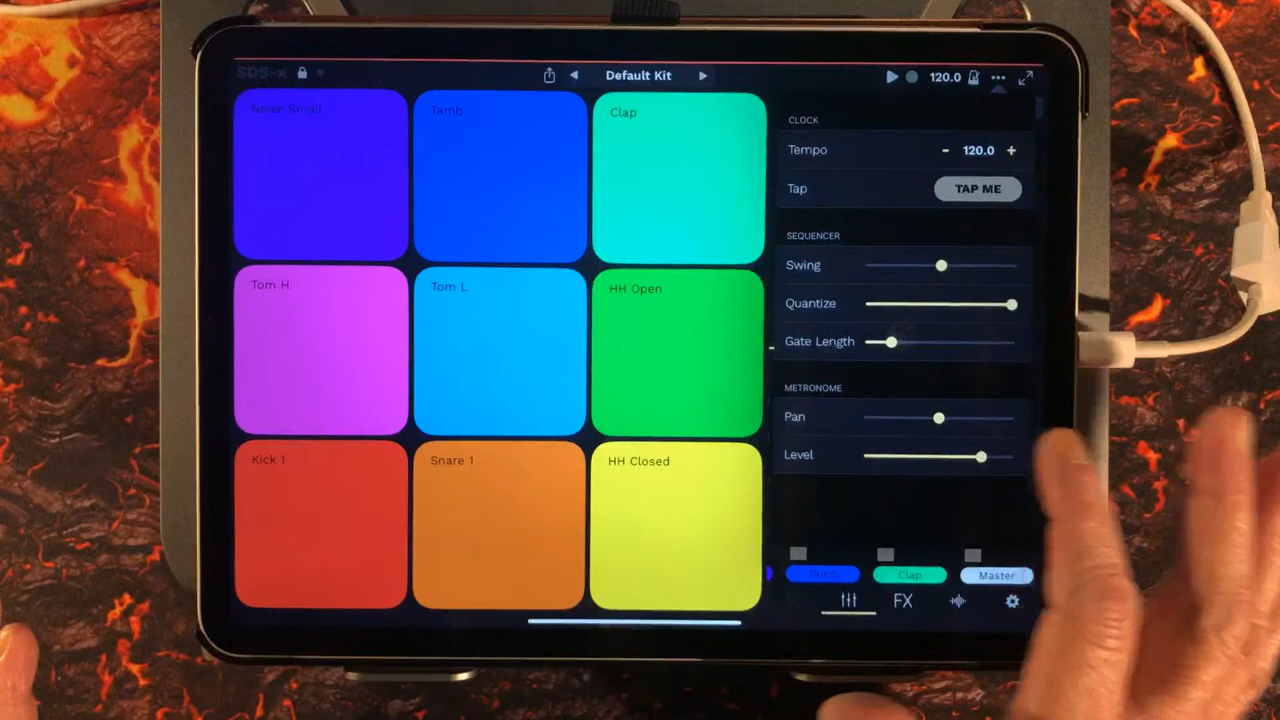 SDS-x
Default Kit
120.0
Noise Small
Tamb
Clap
Tom H
Tom L
HH Open
Kick 1
Snare 1
HH Closed
CLOCK
Tempo - 120.0 +
Tap TAP ME
SEQUENCER
Swing
Quantize
Gate Length
METRONOME
Pan
Level
Tamb Clap Master
FX